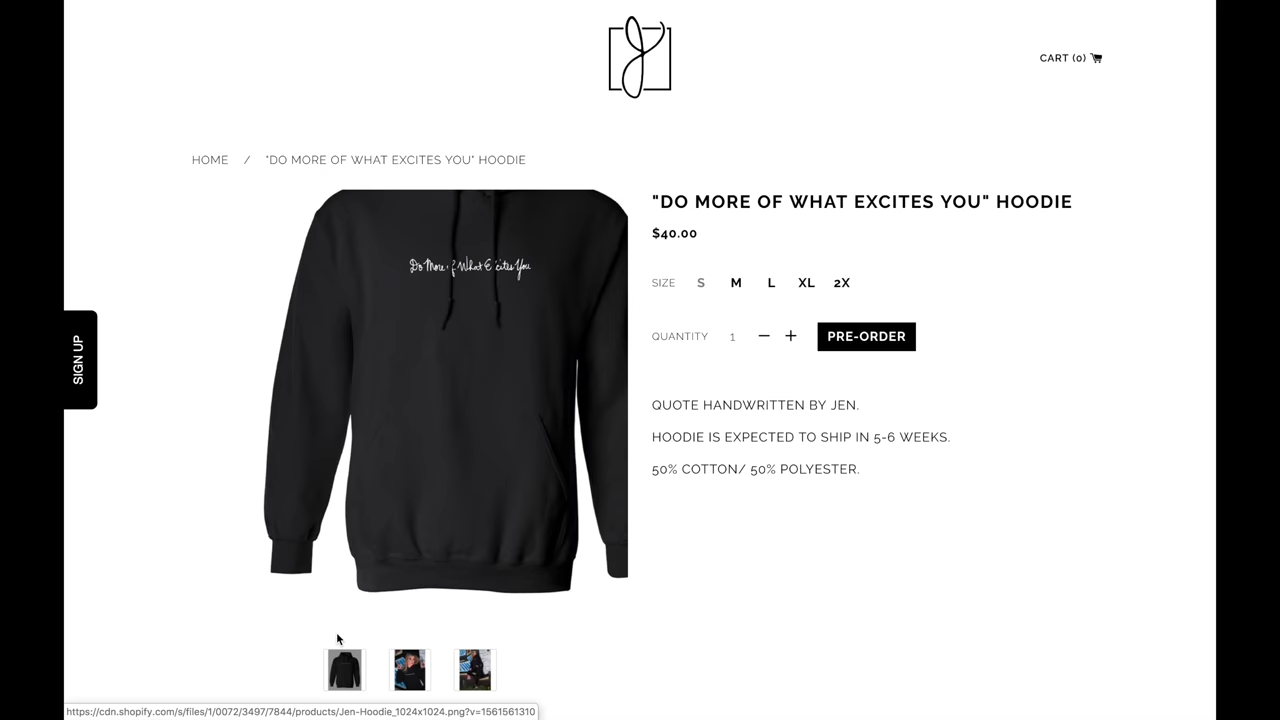 CART (0)
HOME / "DO MORE OF WHAT EXCITES YOU" HOODIE
"DO MORE OF WHAT EXCITES YOU" HOODIE
$40.00
Do More of What Excites You
SIZE S M L XL 2X
SIGN UP
QUANTITY 1 − + PRE-ORDER
QUOTE HANDWRITTEN BY JEN.
HOODIE IS EXPECTED TO SHIP IN 5-6 WEEKS.
50% COTTON/ 50% POLYESTER.
https://cdn.shopify.com/s/files/1/0072/3497/7844/products/Jen-Hoodie_1024x1024.png?v=1561561310